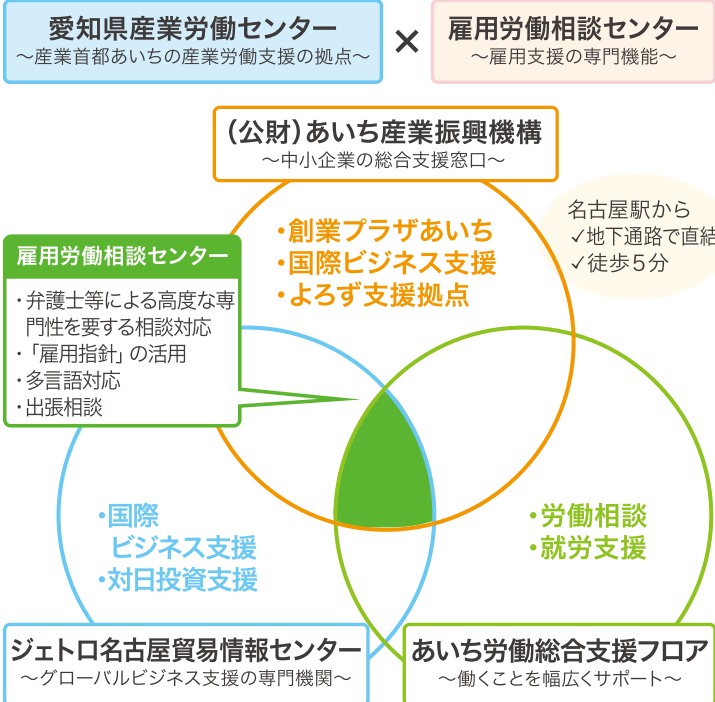 愛知県産業労働センター
～産業首都あいちの産業労働支援の拠点～
×
雇用労働相談センター
～雇用支援の専門機能～
（公財）あいち産業振興機構
～中小企業の総合支援窓口～
・創業プラザあいち
・国際ビジネス支援
・よろず支援拠点
名古屋駅から
✓地下通路で直結
✓徒歩５分
雇用労働相談センター
・弁護士等による高度な専
門性を要する相談対応
・「雇用指針」の活用
・多言語対応
・出張相談
・国際
ビジネス支援
・対日投資支援
・労働相談
・就労支援
ジェトロ名古屋貿易情報センター
～グローバルビジネス支援の専門機関～
あいち労働総合支援フロア
～働くことを幅広くサポート～